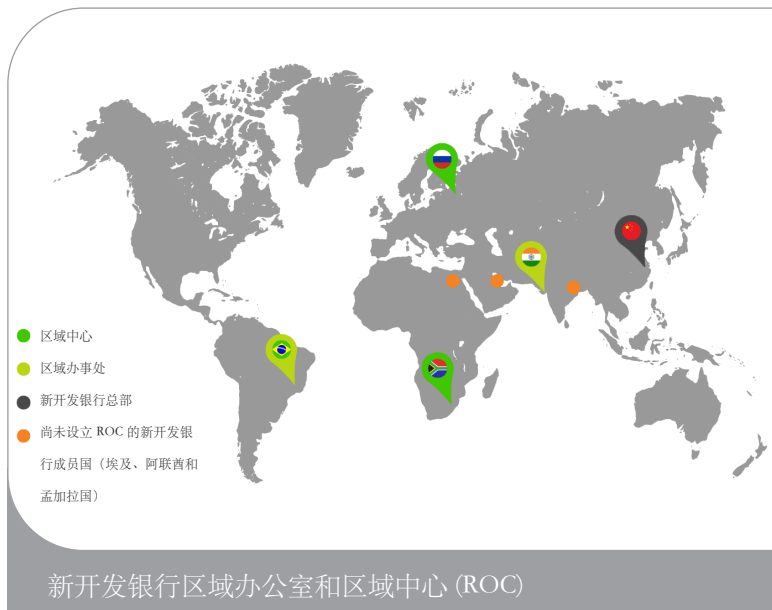 区域中心
区域办事处
新开发银行总部
尚未设立 ROC 的新开发银
行成员国（埃及、阿联酋和
孟加拉国）
新开发银行区域办公室和区域中心 (ROC)